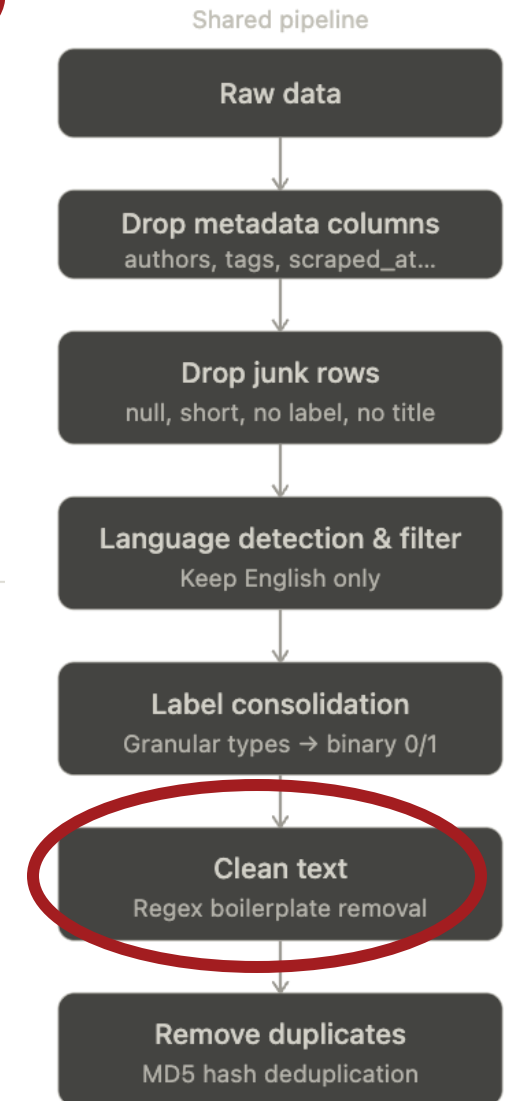 Shared pipeline
Raw data
Drop metadata columns
authors, tags, scraped_at...
Drop junk rows
null, short, no label, no title
Language detection & filter
Keep English only
Label consolidation
Granular types → binary 0/1
Clean text
Regex boilerplate removal
Remove duplicates
MD5 hash deduplication